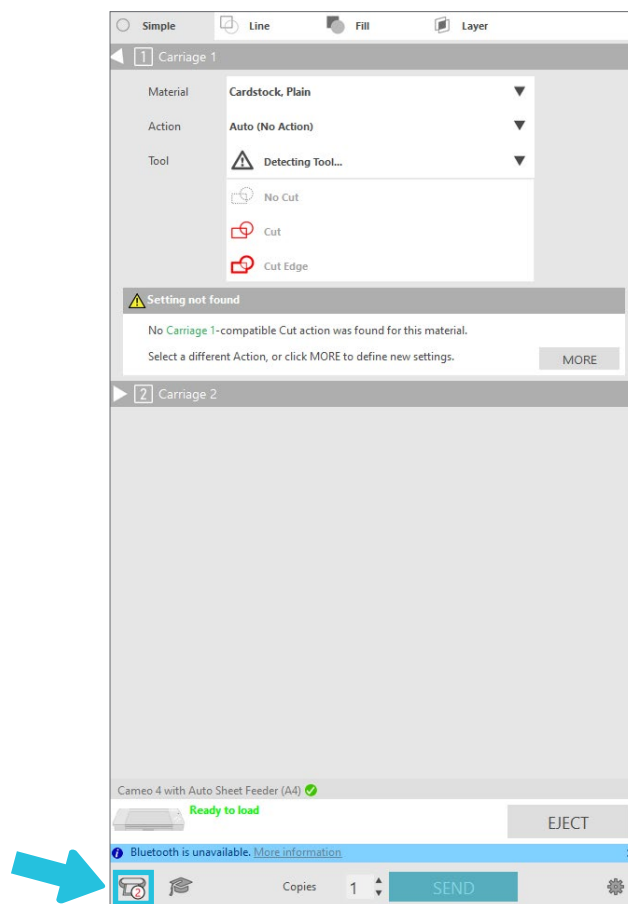 Simple Line Fill Layer
1 Carriage 1
Material Cardstock, Plain
Action Auto (No Action)
Tool Detecting Tool...
No Cut
Cut
Cut Edge
Setting not found
No Carriage 1-compatible Cut action was found for this material.
Select a different Action, or click MORE to define new settings. MORE
2 Carriage 2
Cameo 4 with Auto Sheet Feeder (A4)
Ready to load
EJECT
Bluetooth is unavailable. More information
2 Copies 1 SEND